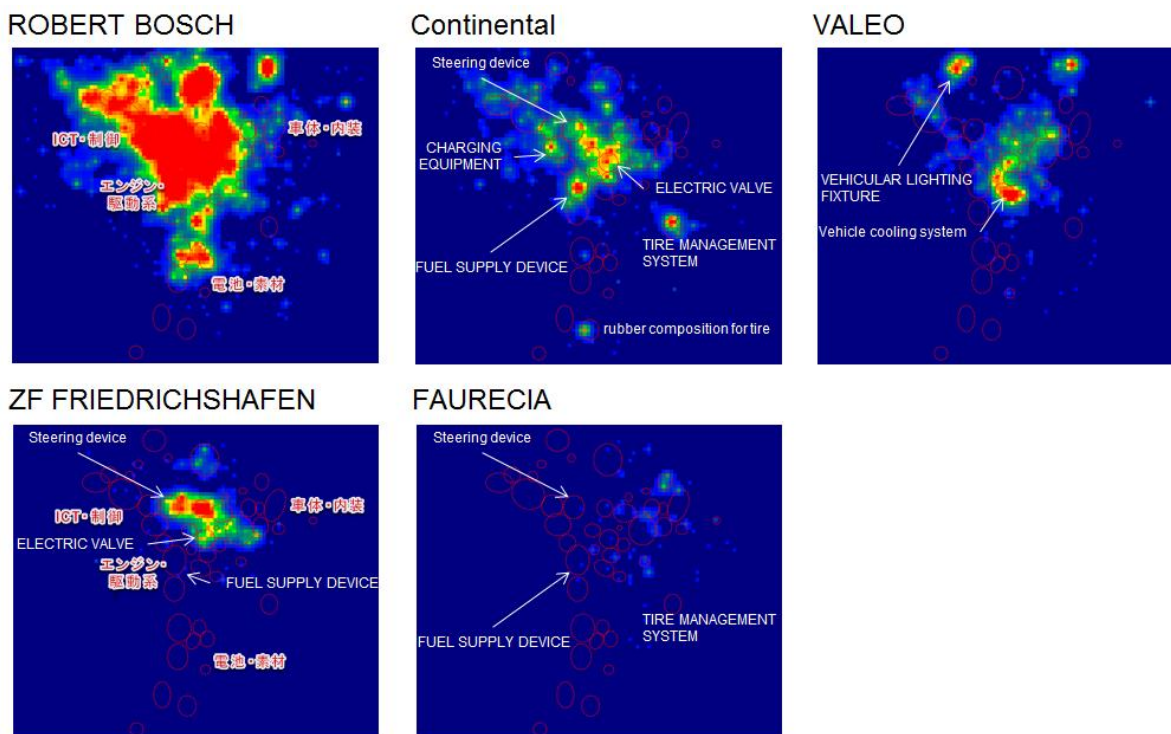 ROBERT BOSCH
ICT・制御
車体・内装
エンジン・
駆動系
電池・素材
Continental
Steering device
CHARGING
EQUIPMENT
ELECTRIC VALVE
FUEL SUPPLY DEVICE
TIRE MANAGEMENT
SYSTEM
rubber composition for tire
VALEO
VEHICULAR LIGHTING
FIXTURE
Vehicle cooling system
ZF FRIEDRICHSHAFEN
Steering device
車体・内装
ICT・制御
ELECTRIC VALVE
エンジン・
駆動系
FUEL SUPPLY DEVICE
電池・素材
FAURECIA
Steering device
FUEL SUPPLY DEVICE
TIRE MANAGEMENT
SYSTEM